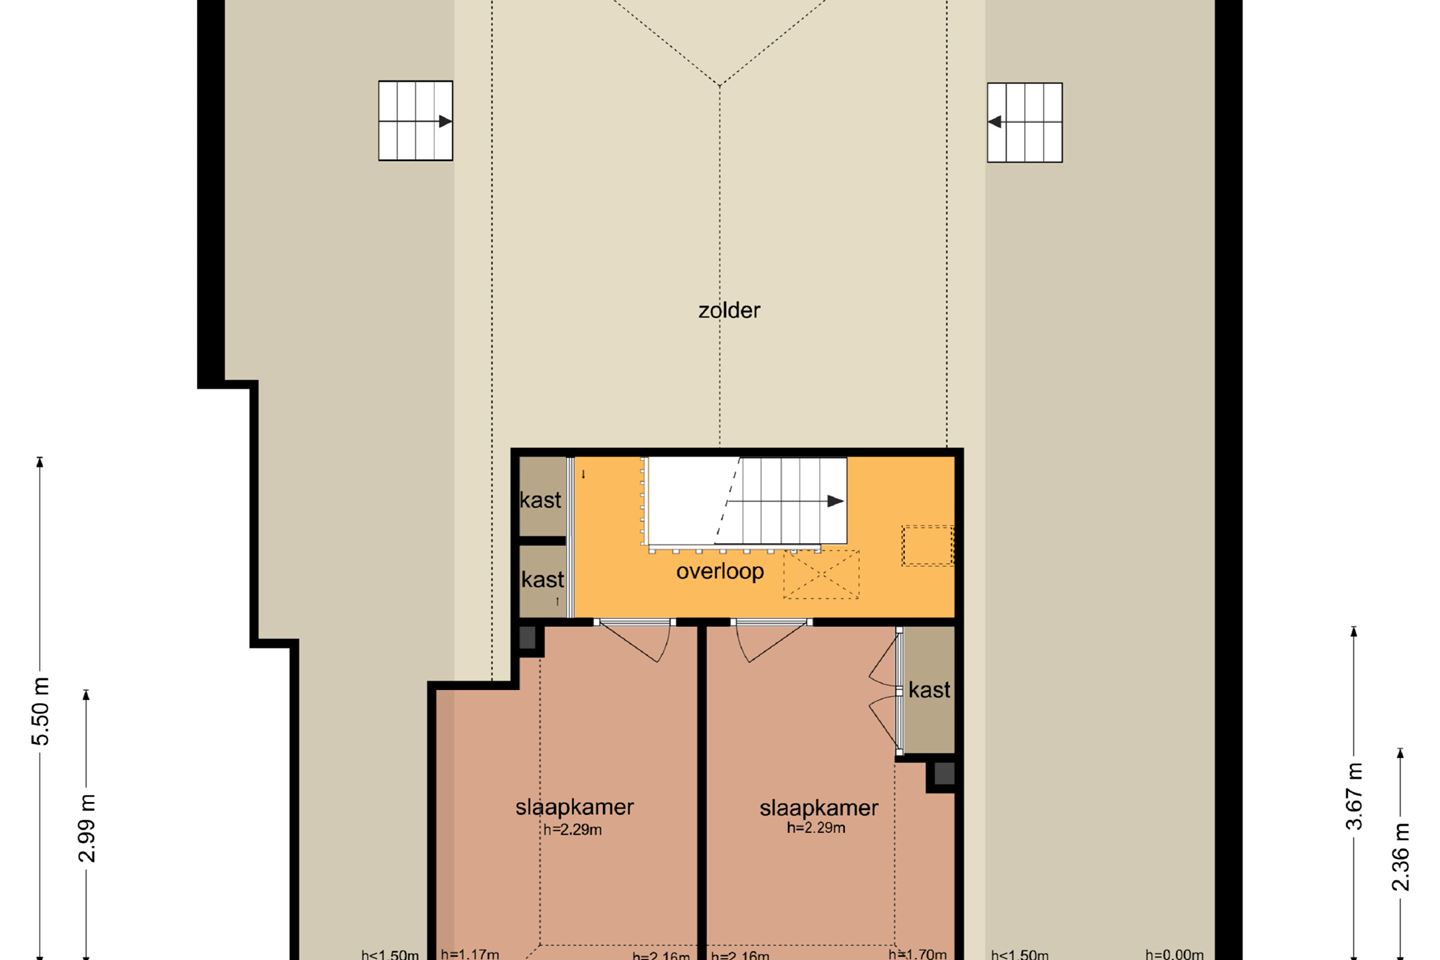 zolder
kast
kast
overloop
kast
slaapkamer
h=2.29m
slaapkamer
h=2.29m
5.50 m
2.99 m
3.67 m
2.36 m
h≤1.50m
h=1.17m
h=2.16m
h=2.16m
h=1.70m
h≤1.50m
h=0.00m